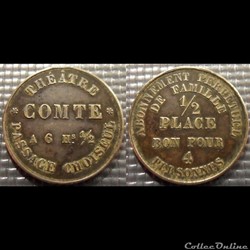 THÉÂTRE
COMTE
A 6 HS 1/2
* PASSAGE CHOISEUL *
ABONNEMENT PERPETUEL
DE FAMILLE
1/2
PLACE
BON POUR
4
PERSONNES
CollecOnline